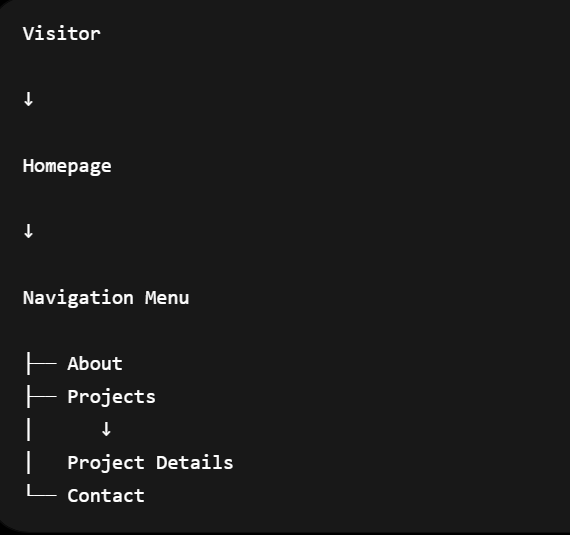 Visitor
↓
Homepage
↓
Navigation Menu
├── About
├── Projects
│      ↓
│   Project Details
└── Contact